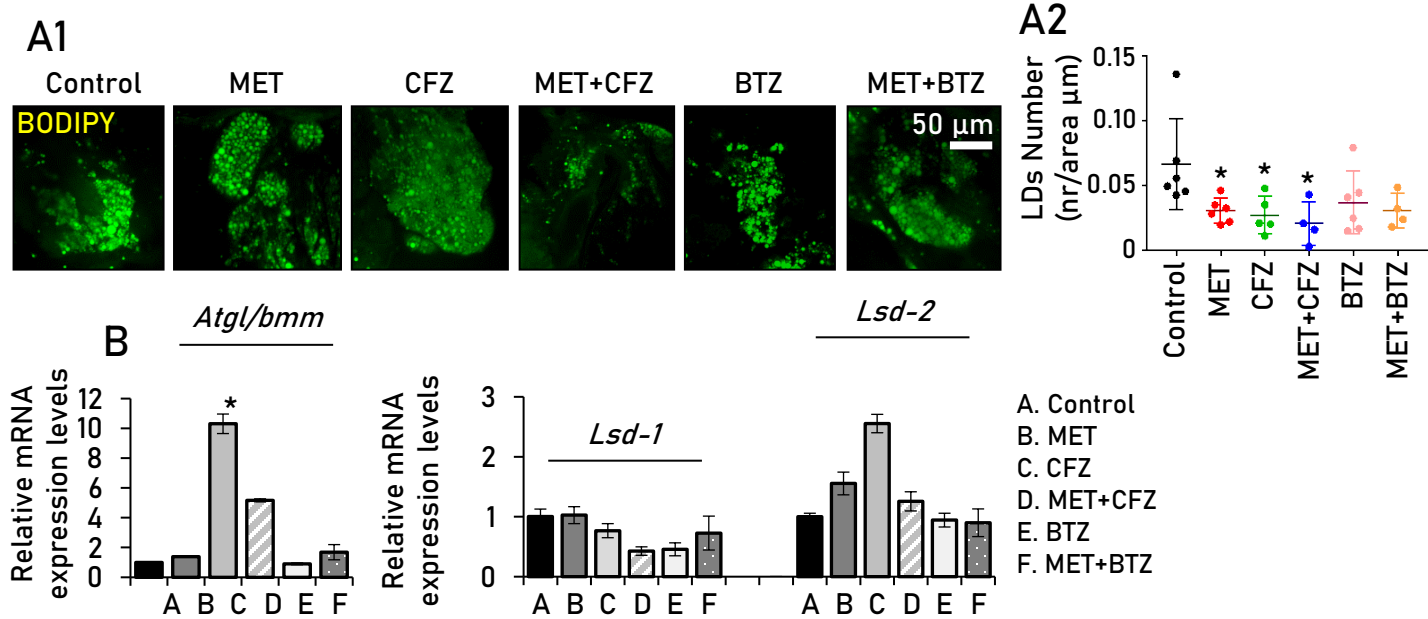 A1
Control MET CFZ MET+CFZ BTZ MET+BTZ
BODIPY
50 µm
A2
LDs Number
(nr/area µm)
0.15
0.10
0.05
0
* * *
Control MET CFZ MET+CFZ BTZ MET+BTZ
B
Atgl/bmm
Relative mRNA
expression levels
12
10
8
6
4
2
0
*
A B C D E F
Relative mRNA
expression levels
3
2
1
0
Lsd-1
Lsd-2
A B C D E F A B C D E F
A. Control
B. MET
C. CFZ
D. MET+CFZ
E. BTZ
F. MET+BTZ